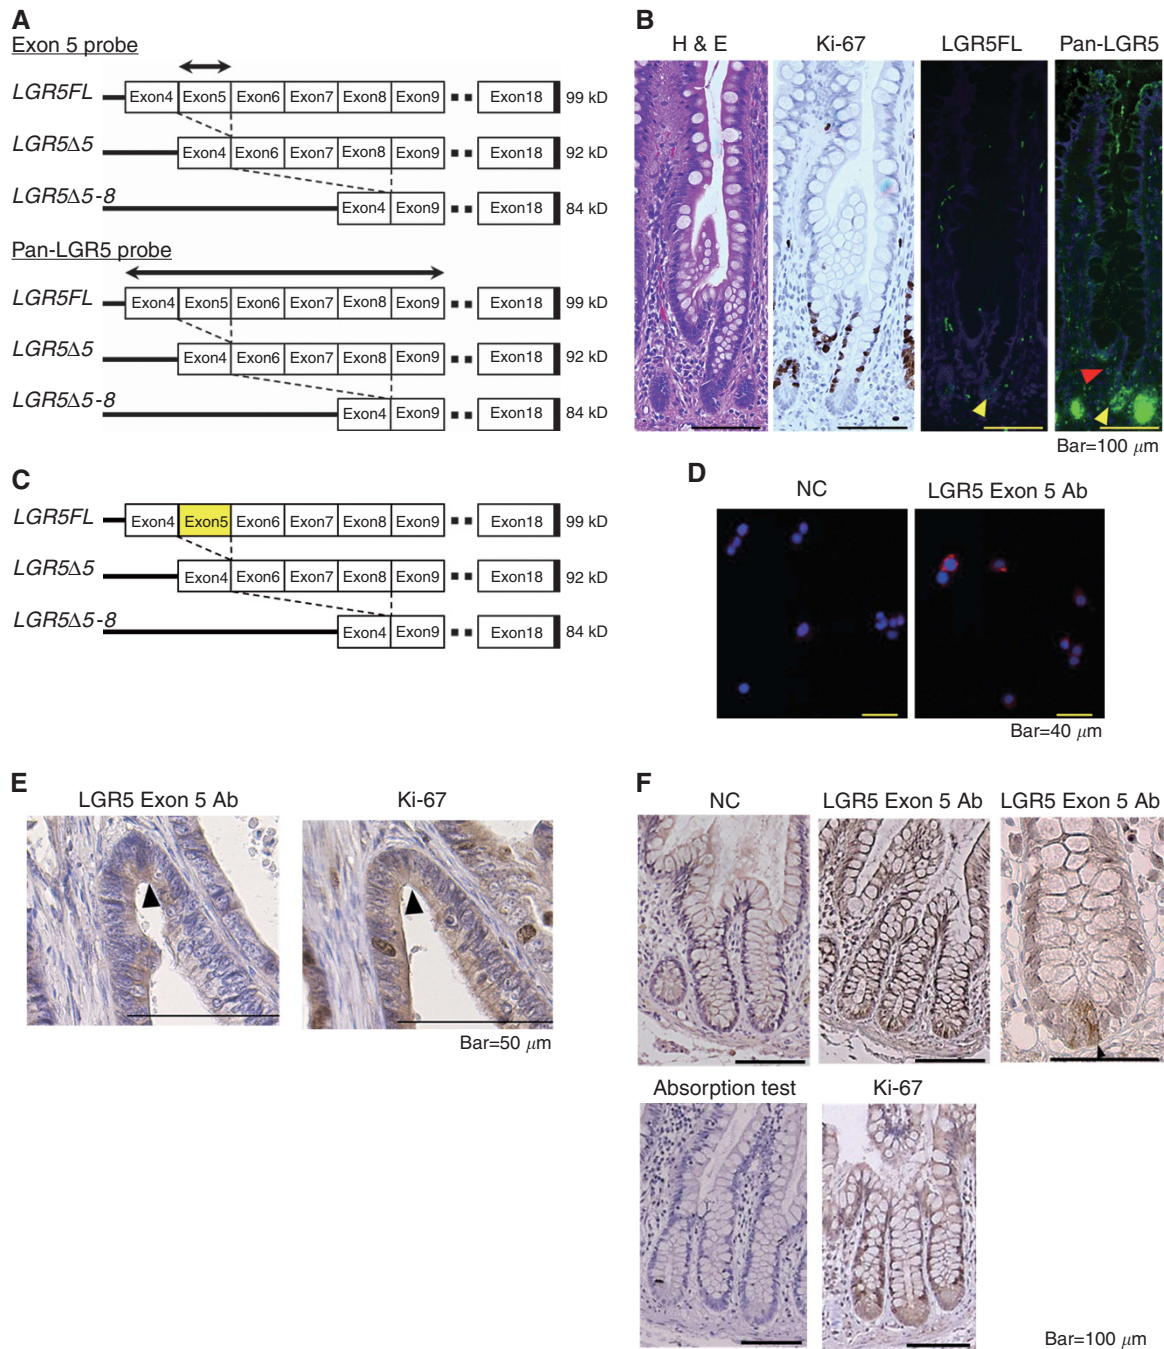 A
Exon 5 probe
LGR5FL Exon4 Exon5 Exon6 Exon7 Exon8 Exon9 Exon18 99 kD
LGR5Δ5 Exon4 Exon6 Exon7 Exon8 Exon9 Exon18 92 kD
LGR5Δ5-8 Exon4 Exon9 Exon18 84 kD
Pan-LGR5 probe
LGR5FL Exon4 Exon5 Exon6 Exon7 Exon8 Exon9 Exon18 99 kD
LGR5Δ5 Exon4 Exon6 Exon7 Exon8 Exon9 Exon18 92 kD
LGR5Δ5-8 Exon4 Exon9 Exon18 84 kD
B
H & E Ki-67 LGR5FL Pan-LGR5
Bar=100 μm
C
LGR5FL Exon4 Exon5 Exon6 Exon7 Exon8 Exon9 Exon18 99 kD
LGR5Δ5 Exon4 Exon6 Exon7 Exon8 Exon9 Exon18 92 kD
LGR5Δ5-8 Exon4 Exon9 Exon18 84 kD
D
NC LGR5 Exon 5 Ab
Bar=40 μm
E
LGR5 Exon 5 Ab Ki-67
Bar=50 μm
F
NC LGR5 Exon 5 Ab LGR5 Exon 5 Ab
Absorption test Ki-67
Bar=100 μm